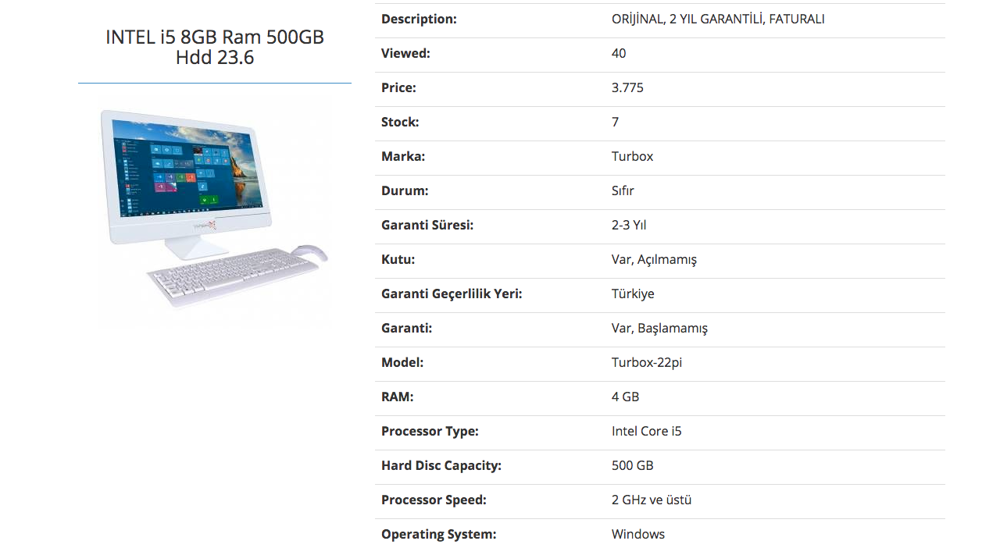 INTEL i5 8GB Ram 500GB
Hdd 23.6
Description: ORİJİNAL, 2 YIL GARANTİLİ, FATURALI
Viewed: 40
Price: 3.775
Stock: 7
Marka: Turbox
Durum: Sıfır
Garanti Süresi: 2-3 Yıl
Kutu: Var, Açılmamış
Garanti Geçerlilik Yeri: Türkiye
Garanti: Var, Başlamamış
Model: Turbox-22pi
RAM: 4 GB
Processor Type: Intel Core i5
Hard Disc Capacity: 500 GB
Processor Speed: 2 GHz ve üstü
Operating System: Windows